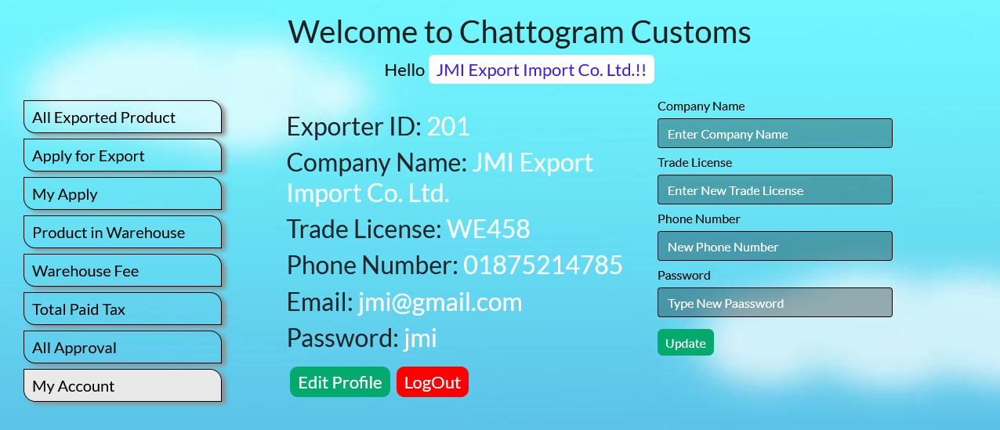 Welcome to Chattogram Customs
Hello JMI Export Import Co. Ltd.!!
All Exported Product
Apply for Export
My Apply
Product in Warehouse
Warehouse Fee
Total Paid Tax
All Approval
My Account
Exporter ID: 201
Company Name: JMI Export
Import Co. Ltd.
Trade License: WE458
Phone Number: 01875214785
Email: jmi@gmail.com
Password: jmi
Edit Profile
LogOut
Company Name
Enter Company Name
Trade License
Enter New Trade License
Phone Number
New Phone Number
Password
Type New Paassword
Update